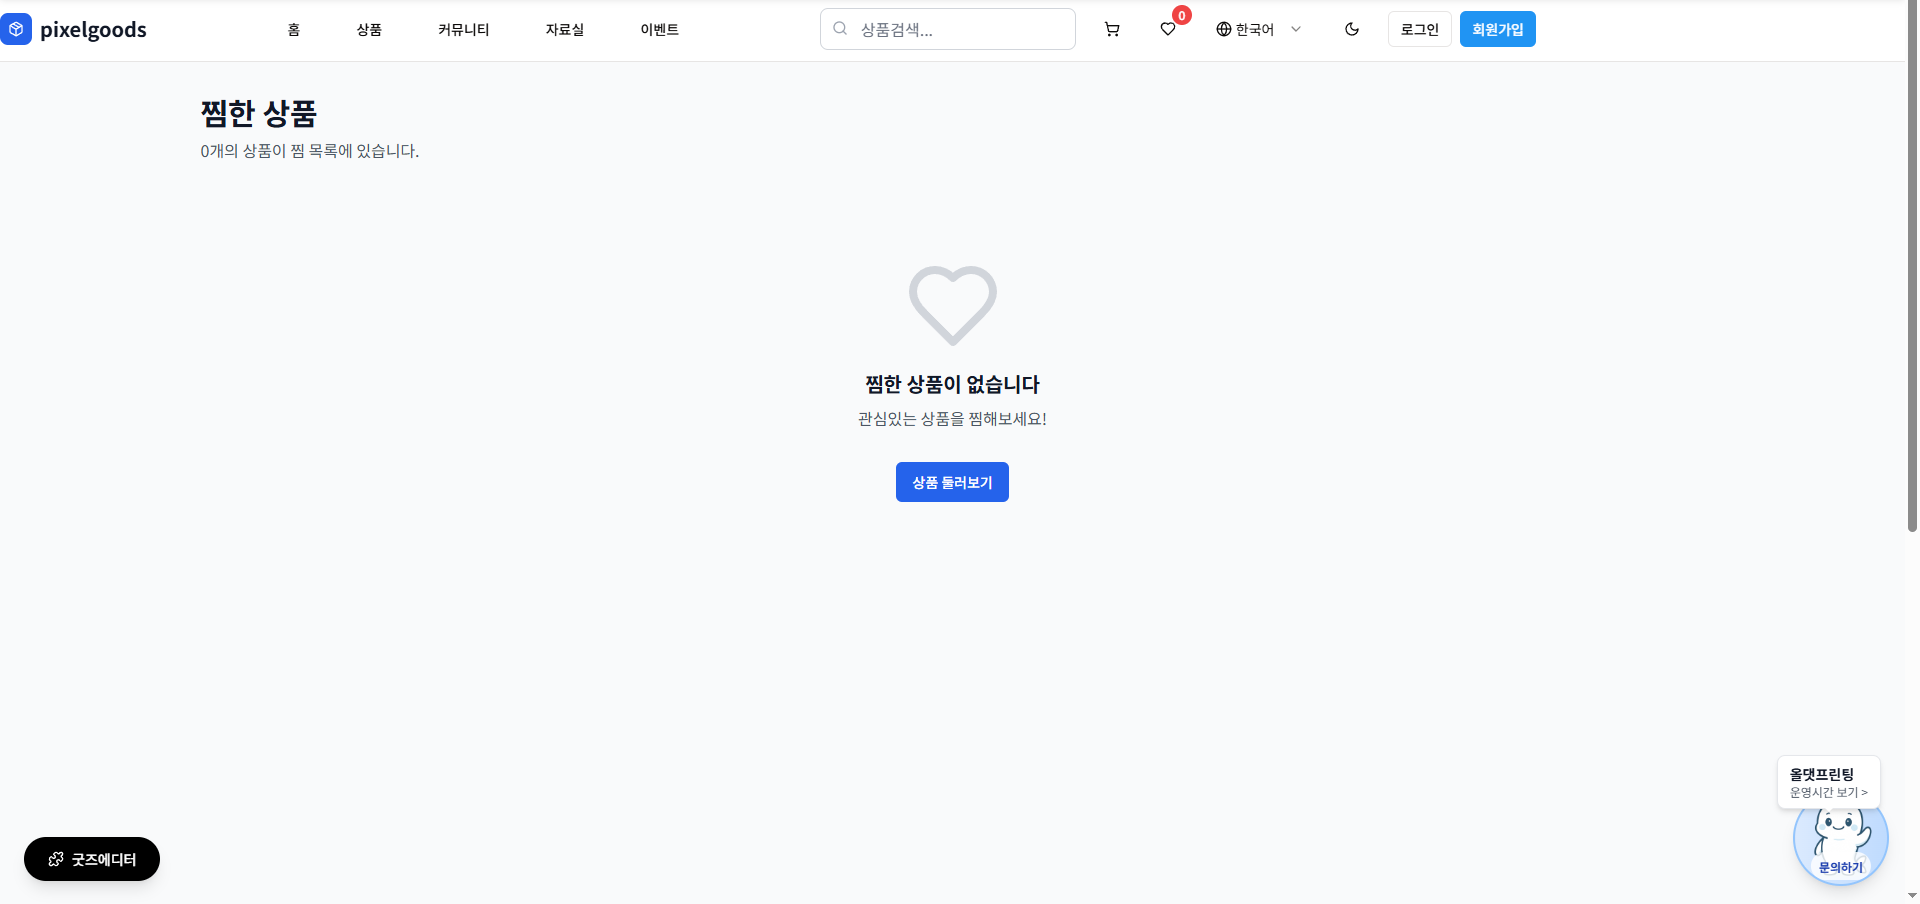 pixelgoods
홈
상품
커뮤니티
자료실
이벤트
상품검색...
0
한국어
로그인
회원가입
찜한 상품
0개의 상품이 찜 목록에 있습니다.
찜한 상품이 없습니다
관심있는 상품을 찜해보세요!
상품 둘러보기
올댓프린팅
운영시간 보기 >
문의하기
굿즈에디터